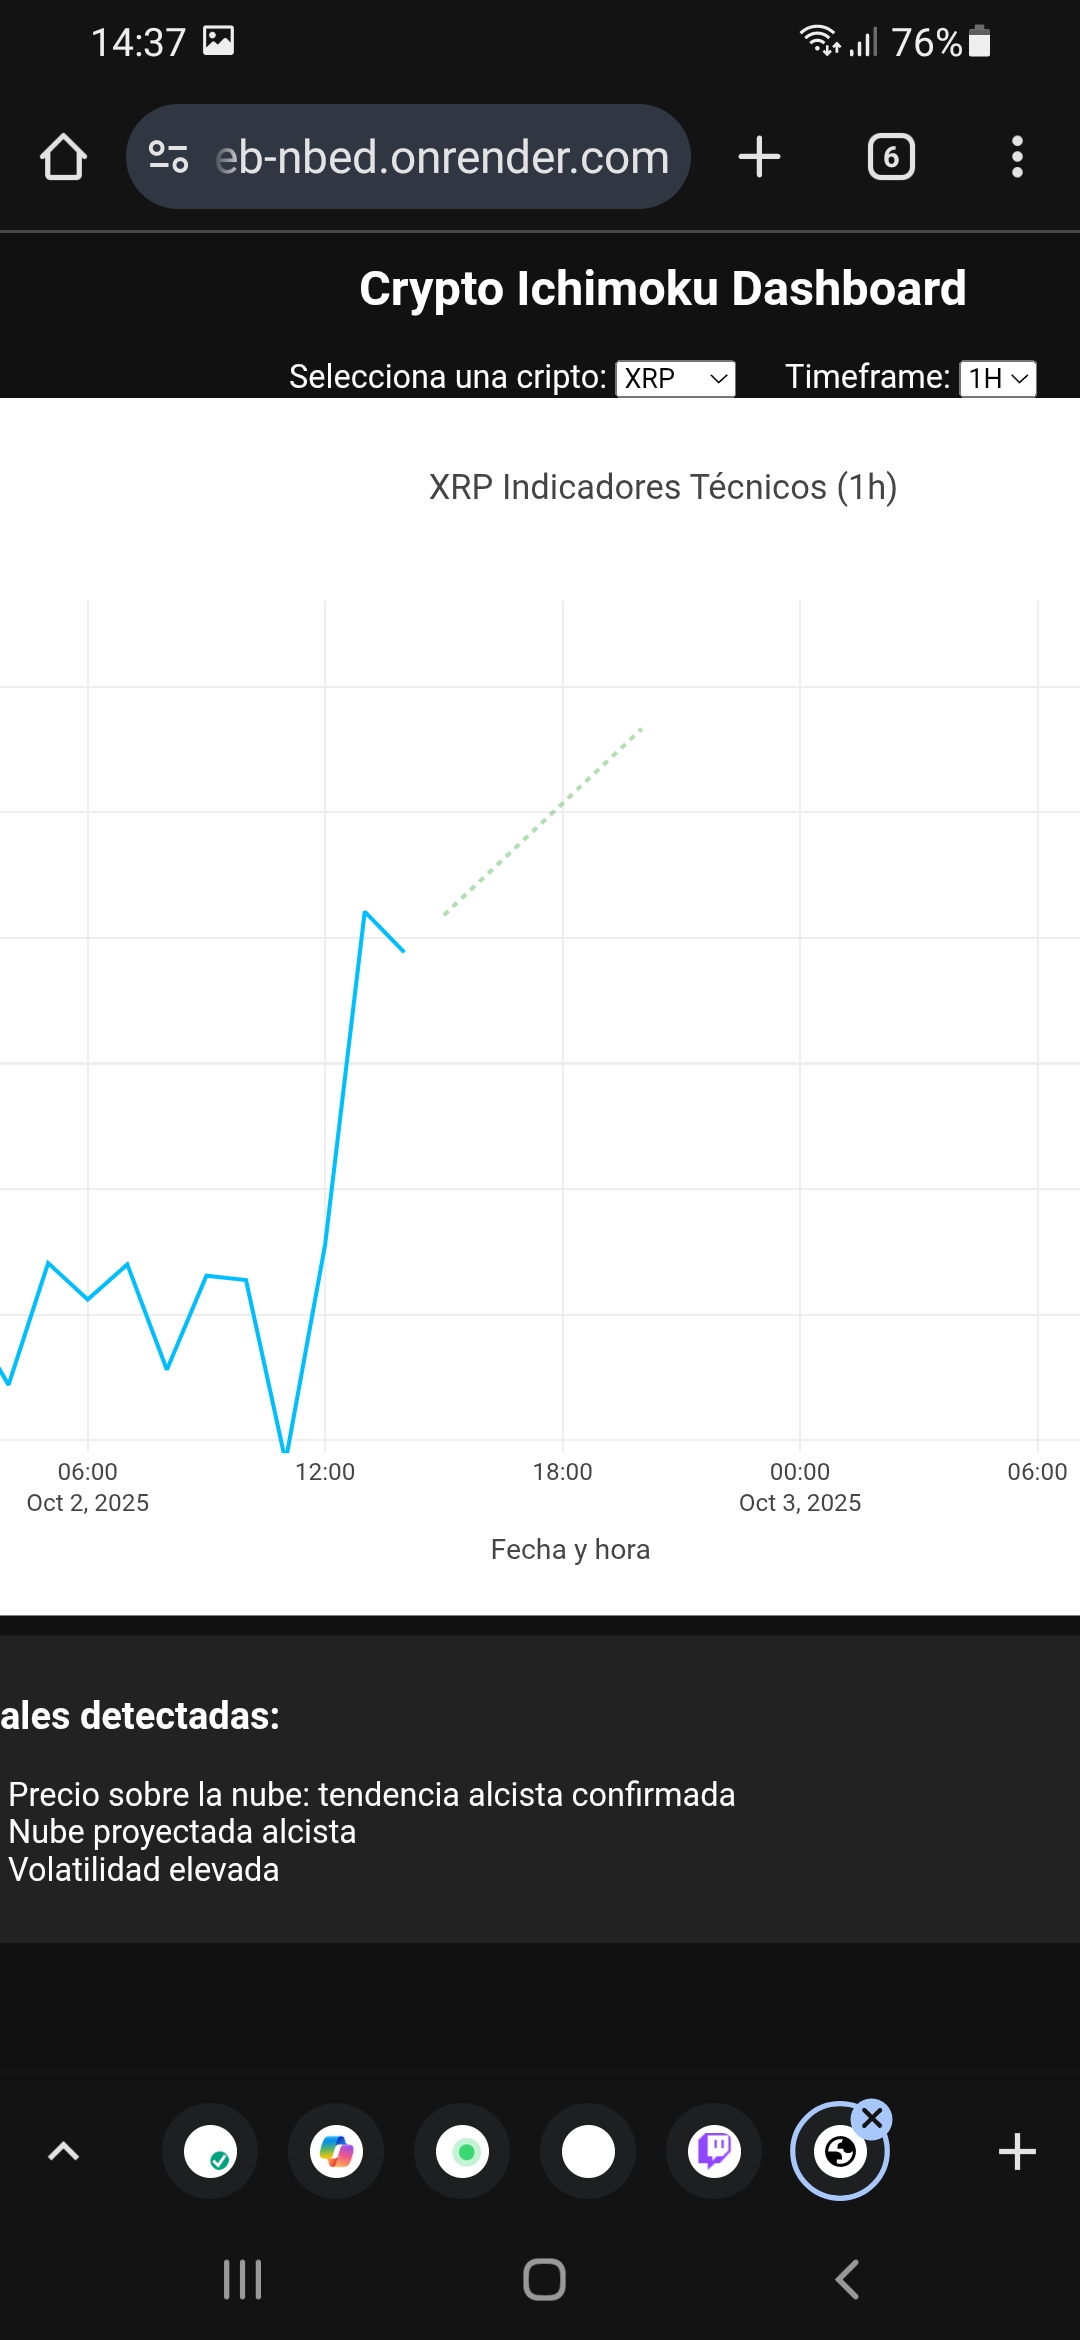 14:37
76%
eb-nbed.onrender.com
6
Crypto Ichimoku Dashboard
Selecciona una cripto: XRP Timeframe: 1H
XRP Indicadores Técnicos (1h)
06:00 12:00 18:00 00:00 06:00
Oct 2, 2025 Oct 3, 2025
Fecha y hora
ales detectadas:
Precio sobre la nube: tendencia alcista confirmada
Nube proyectada alcista
Volatilidad elevada